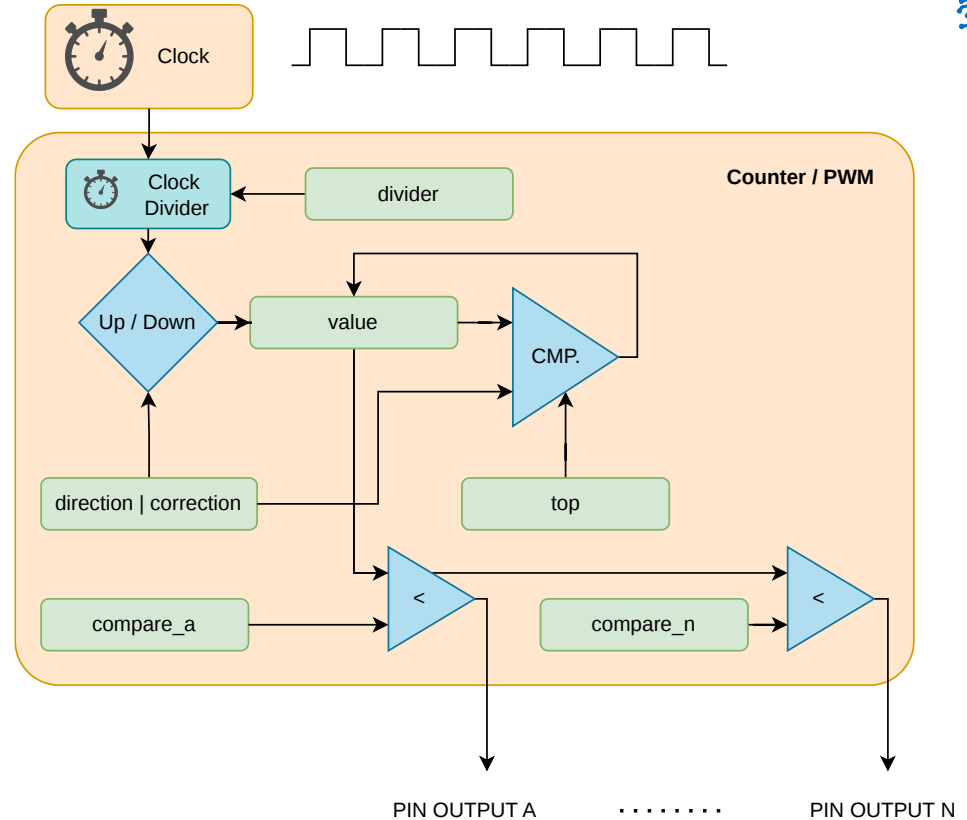 Clock
Counter / PWM
Clock
Divider
divider
Up / Down
value
CMP.
direction | correction
top
<
<
compare_a
compare_n
PIN OUTPUT A ........ PIN OUTPUT N